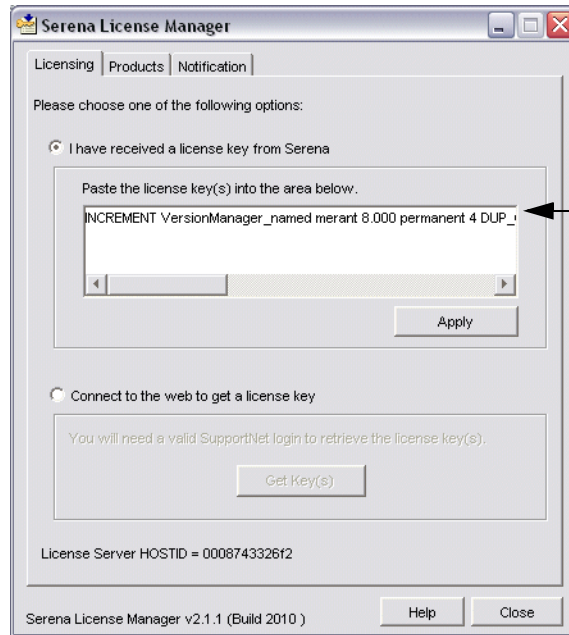 Serena License Manager
Licensing Products Notification
Please choose one of the following options:
I have received a license key from Serena
Paste the license key(s) into the area below.
INCREMENT VersionManager_named merant 8.000 permanent 4 DUP_
Apply
Connect to the web to get a license key
You will need a valid SupportNet login to retrieve the license key(s).
Get Key(s)
License Server HOSTID = 0008743326f2
Serena License Manager v2.1.1 (Build 2010 ) Help Close